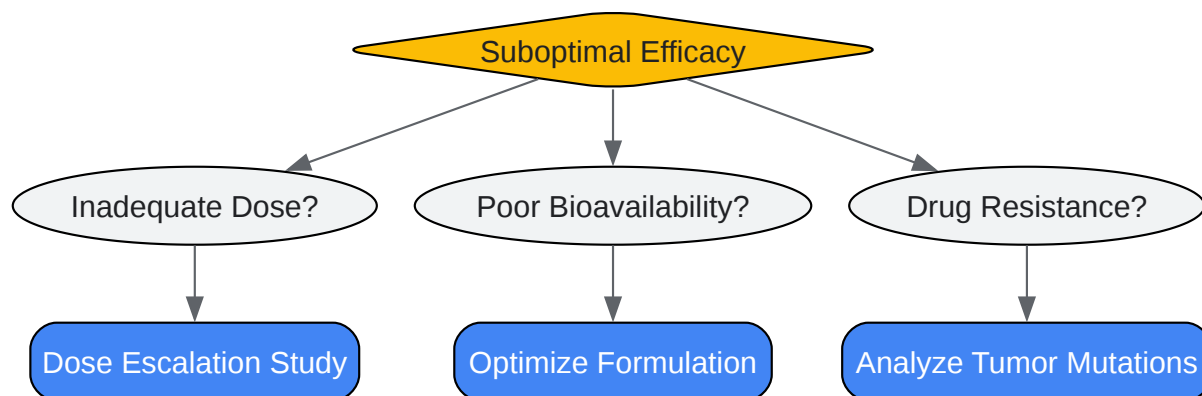 Suboptimal Efficacy
Inadequate Dose?
Poor Bioavailability?
Drug Resistance?
Dose Escalation Study
Optimize Formulation
Analyze Tumor Mutations